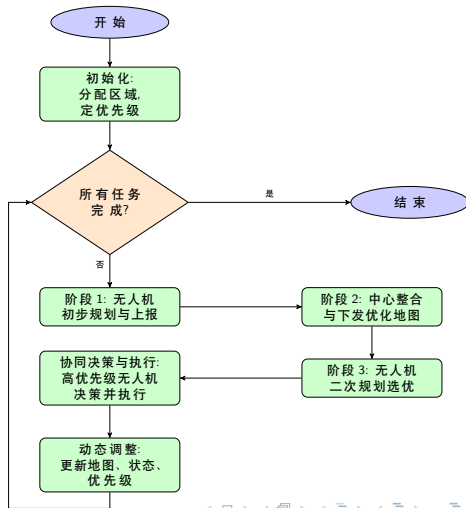 开始
初始化:
分配区域,
定优先级
所有任务
完成?
是
结束
否
阶段 1: 无人机
初步规划与上报
阶段 2: 中心整合
与下发优化地图
协同决策与执行:
高优先级无人机
决策并执行
阶段 3: 无人机
二次规划选优
动态调整:
更新地图、状态、
优先级